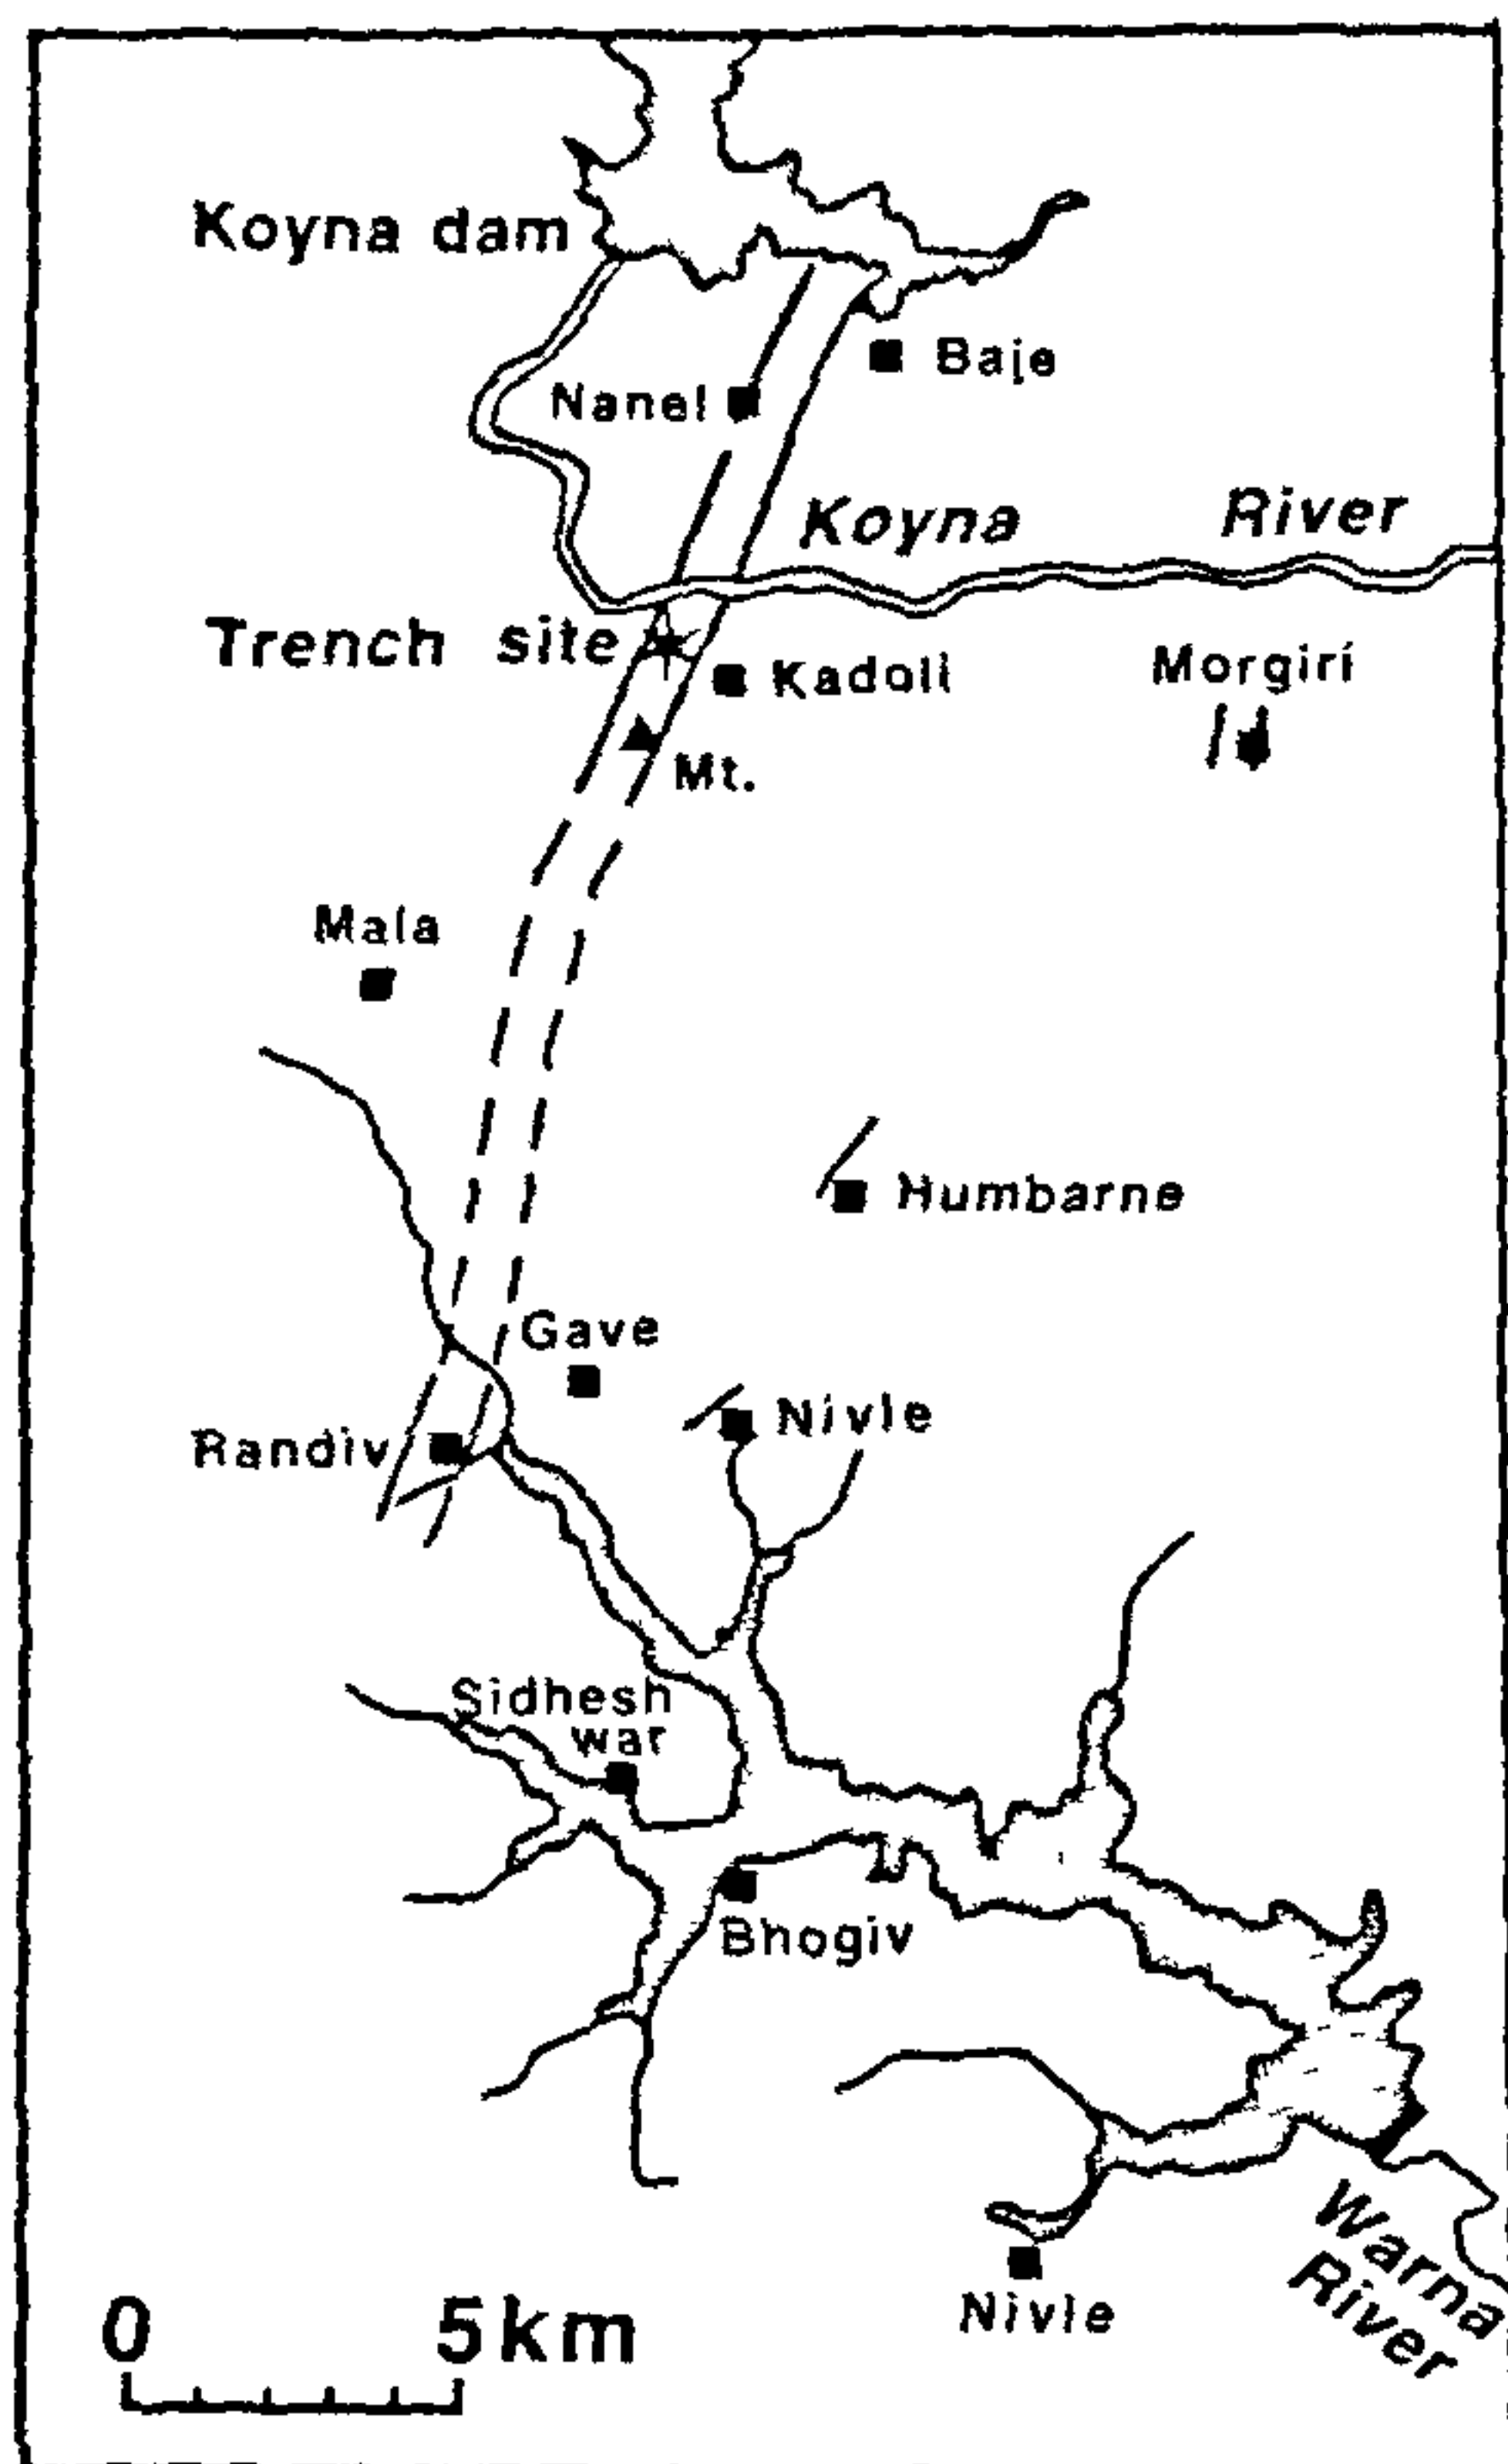 Koyna dam
Baje
Nanel
Koyna River
Trench site
Kadoli
Morgiri
Mt.
Mala
Humbarne
Gave
Nivle
Randiv
Sidhesh
war
Bhogiv
Warna
River
Nivle
0 5km